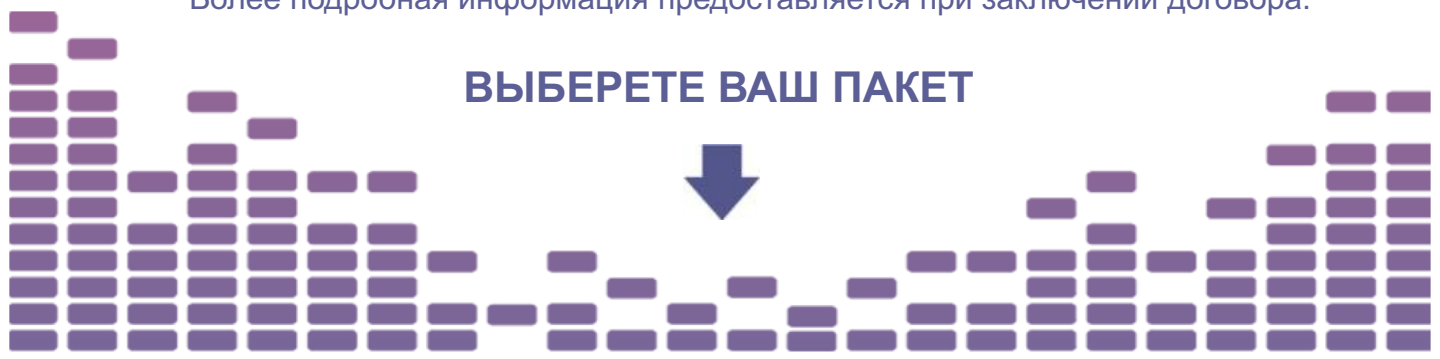 Более подробная информация предоставляется при заключении договора.
ВЫБЕРЕТЕ ВАШ ПАКЕТ